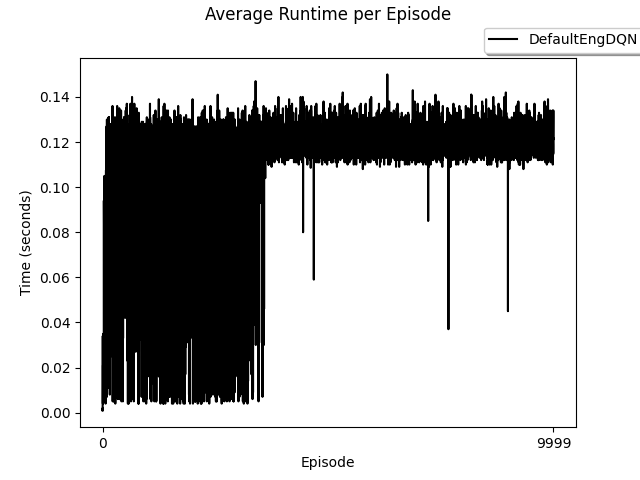 Average Runtime per Episode
DefaultEngDQN
0.14
0.12
0.10
0.08
0.06
0.04
0.02
0.00
Time (seconds)
0
9999
Episode